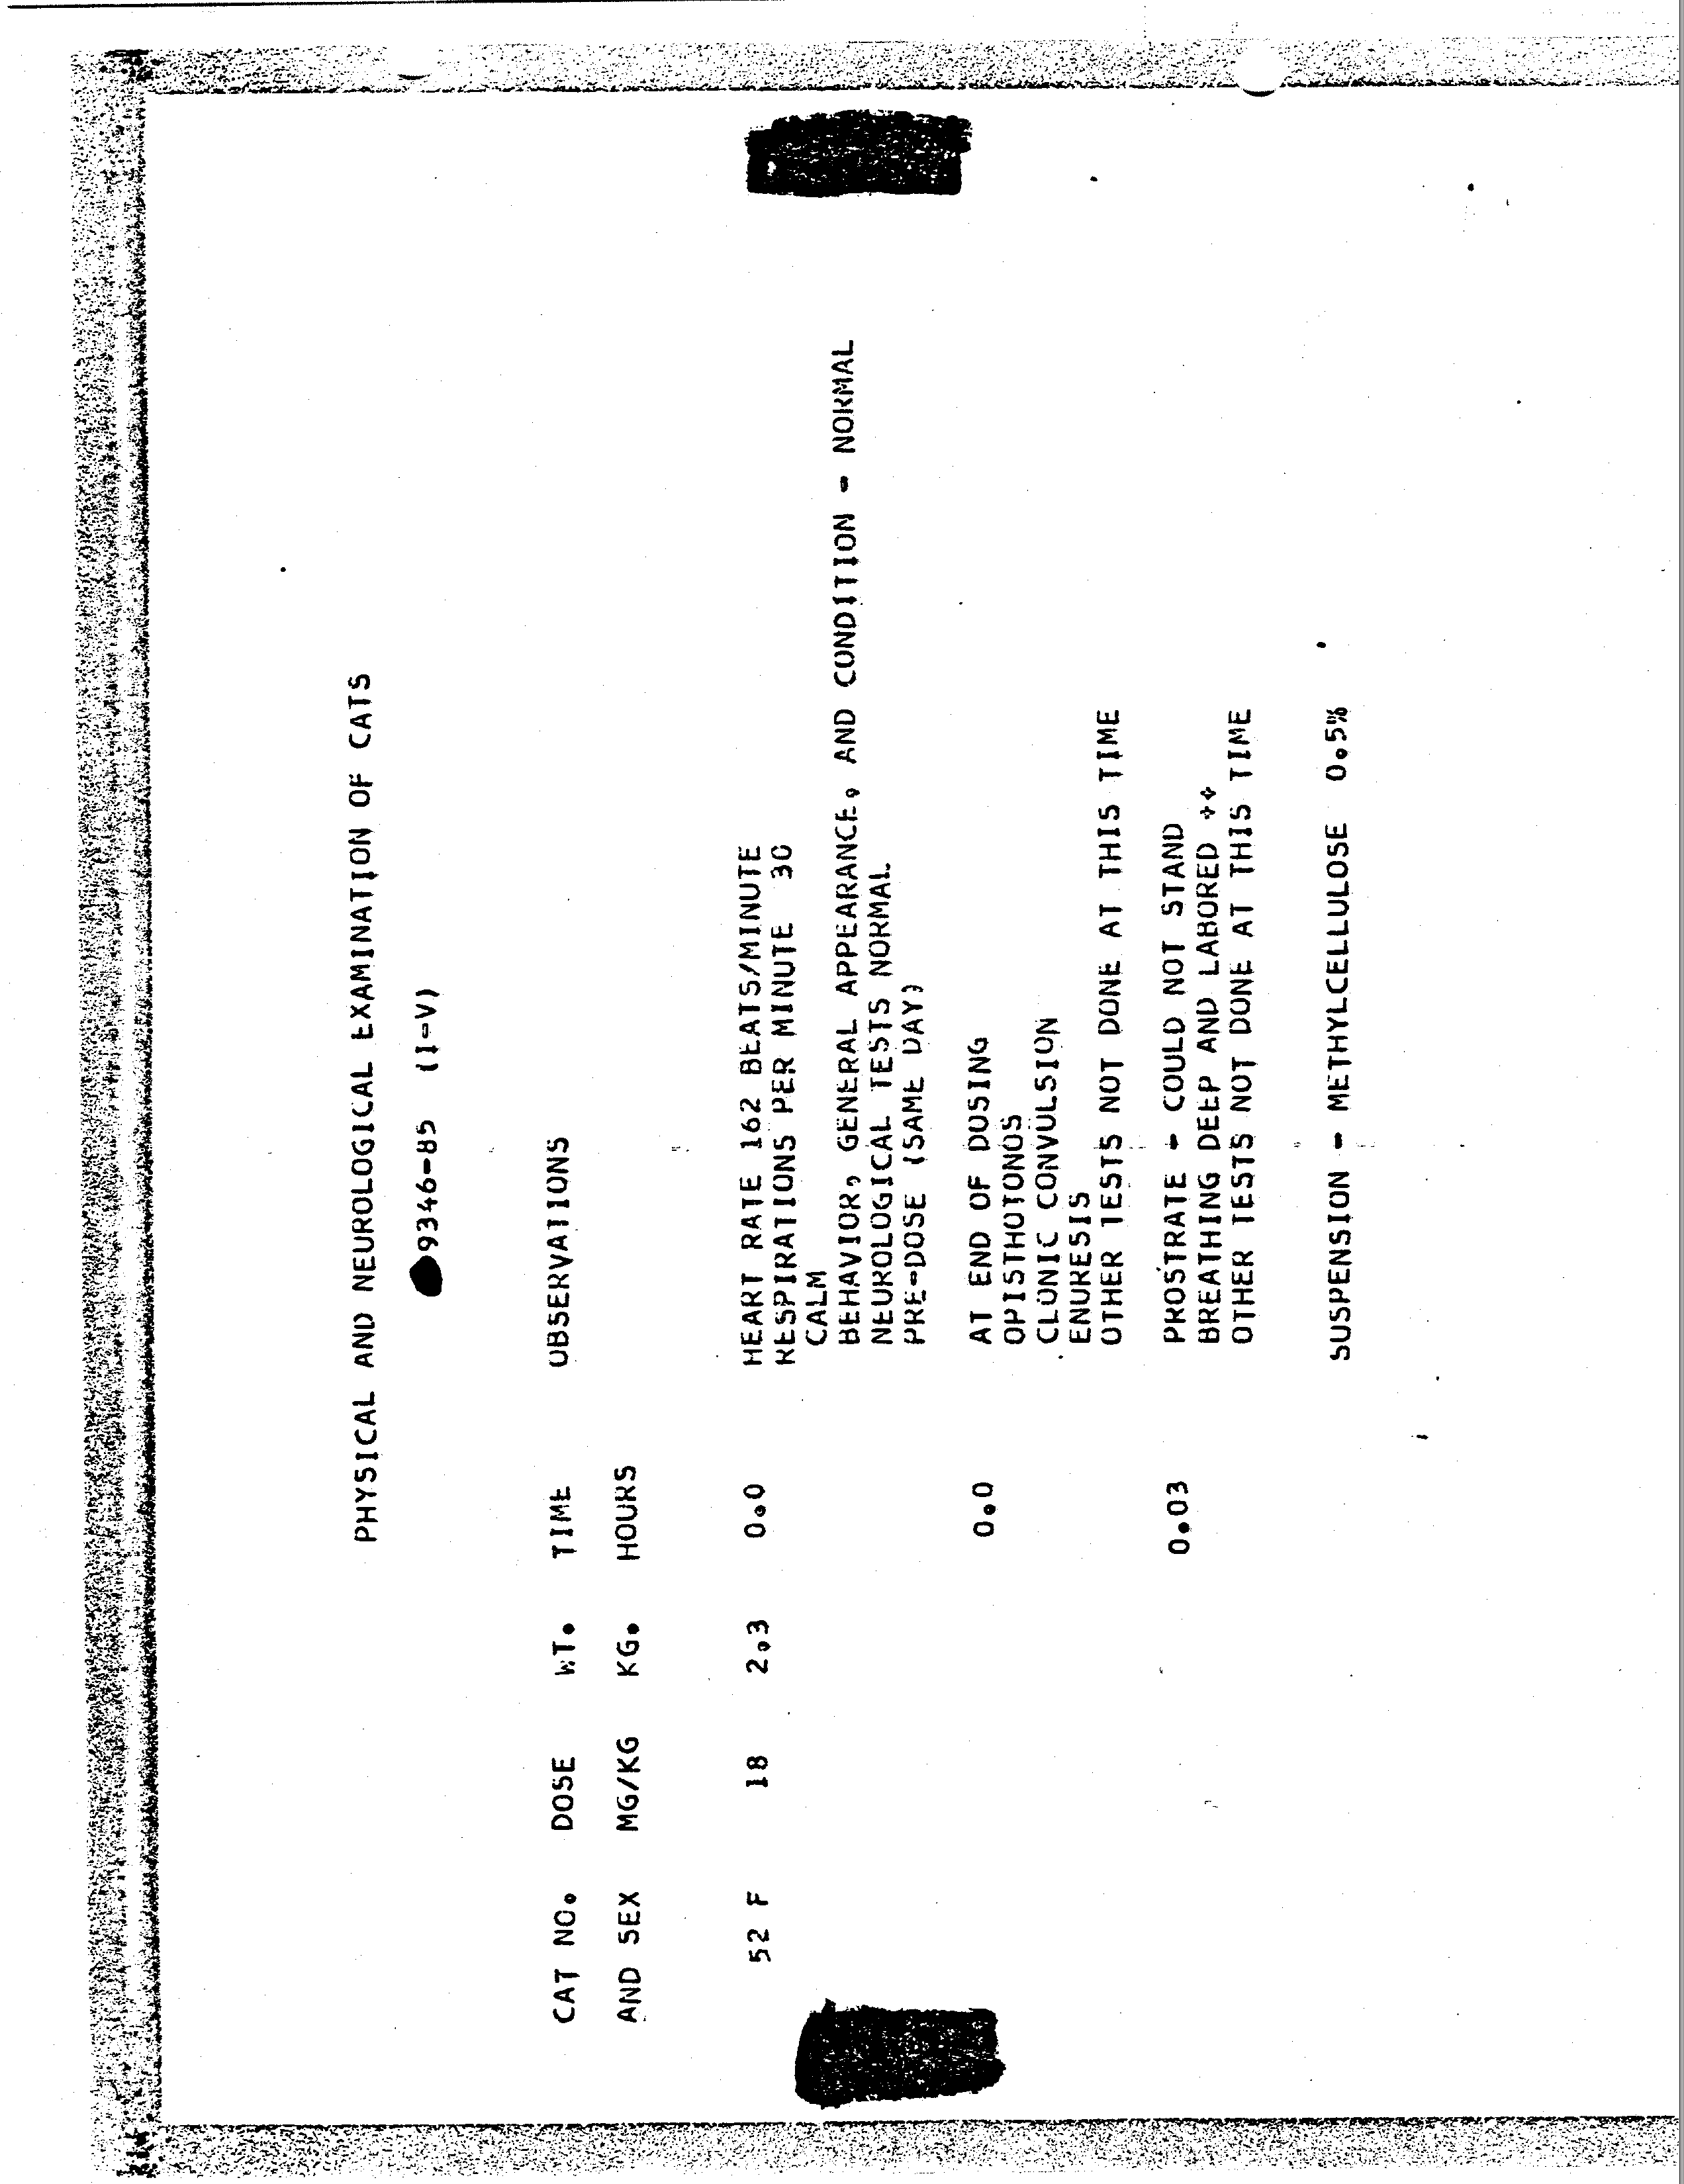 PHYSICAL AND NEUROLOGICAL EXAMINATION OF CATS
9346-85 (I-V)
CAT NO. DOSE WT. TIME OBSERVATIONS
AND SEX MG/KG KG. HOURS
52 F 18 2.3 0.0 HEART RATE 162 BEATS/MINUTE
RESPIRATIONS PER MINUTE 30
CALM
BEHAVIOR, GENERAL APPEARANCE, AND CONDITION - NORMAL
NEUROLOGICAL TESTS NORMAL
PRE-DOSE (SAME DAY)
0.0 AT END OF DOSING
OPISTHOTONOS
CLONIC CONVULSION
ENURESIS
OTHER TESTS NOT DONE AT THIS TIME
0.03 PROSTRATE - COULD NOT STAND
BREATHING DEEP AND LABORED ++
OTHER TESTS NOT DONE AT THIS TIME
SUSPENSION - METHYLCELLULOSE 0.5%